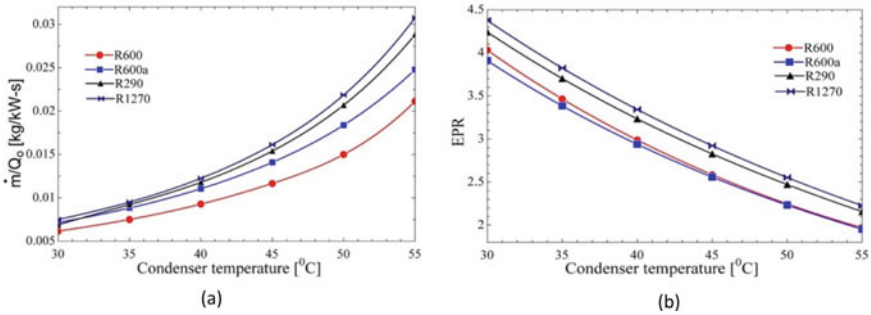 0.03
0.025
0.02
0.015
0.01
0.005
ṁ/Qₒ [kg/kW-s]
R600
R600a
R290
R1270
30 35 40 45 50 55
Condenser temperature [⁰C]
(a)
4.5
4
3.5
3
2.5
2
EPR
R600
R600a
R290
R1270
30 35 40 45 50 55
Condenser temperature [⁰C]
(b)